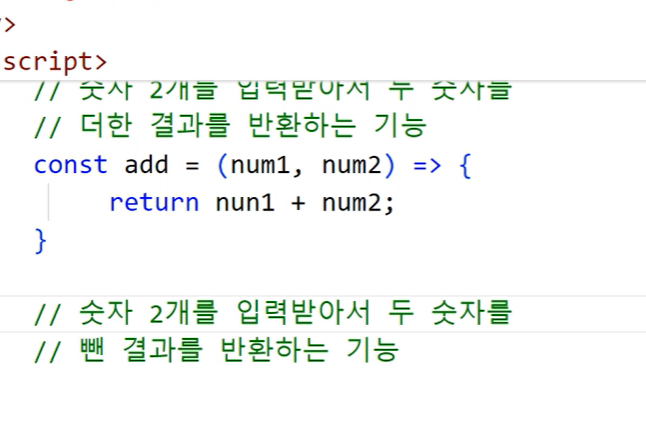 >
script>
// 숫자 2개를 입력받아서 두 숫자를
// 더한 결과를 반환하는 기능
const add = (num1, num2) => {
return nun1 + num2;
}
// 숫자 2개를 입력받아서 두 숫자를
// 뺀 결과를 반환하는 기능